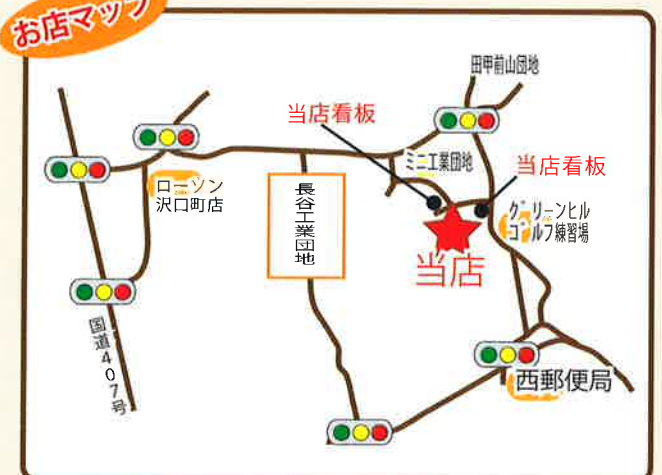 お店マップ
田甲前山団地
当店看板
ミニ工業団地
当店看板
ローソン
沢口町店
長谷工業団地
グリーンヒル
ゴルフ練習場
当店
国道407号
西郵便局